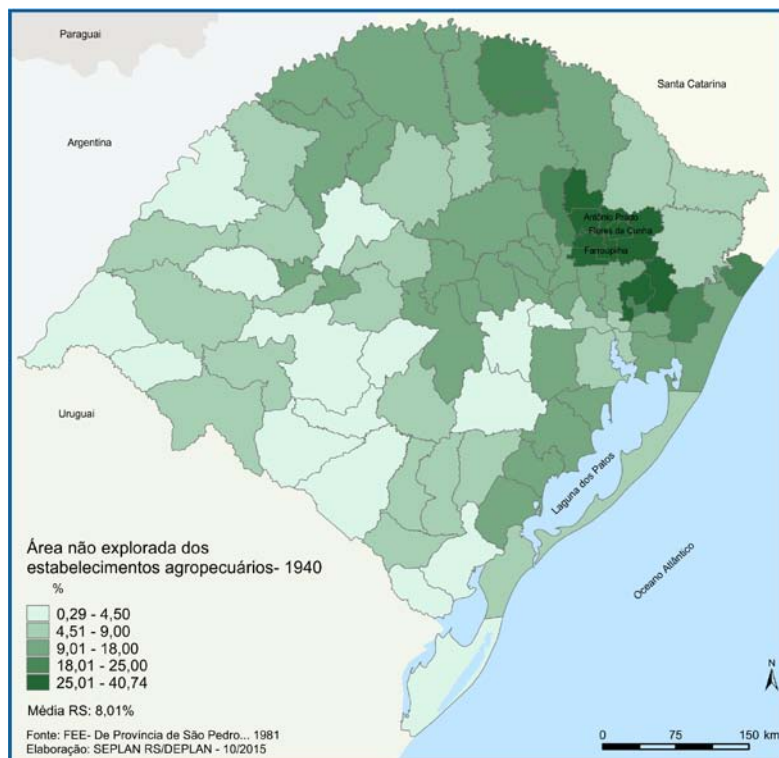 Paraguai
Santa Catarina
Argentina
Antônio Prado
Flores da Cunha
Farroupilha
Uruguai
Laguna dos Patos
Oceano Atlântico
Área não explorada dos
estabelecimentos agropecuários- 1940
%
0,29 - 4,50
4,51 - 9,00
9,01 - 18,00
18,01 - 25,00
25,01 - 40,74
Média RS: 8,01%
Fonte: FEE- De Província de São Pedro... 1981
Elaboração: SEPLAN RS/DEPLAN - 10/2015
N
0 75 150 km